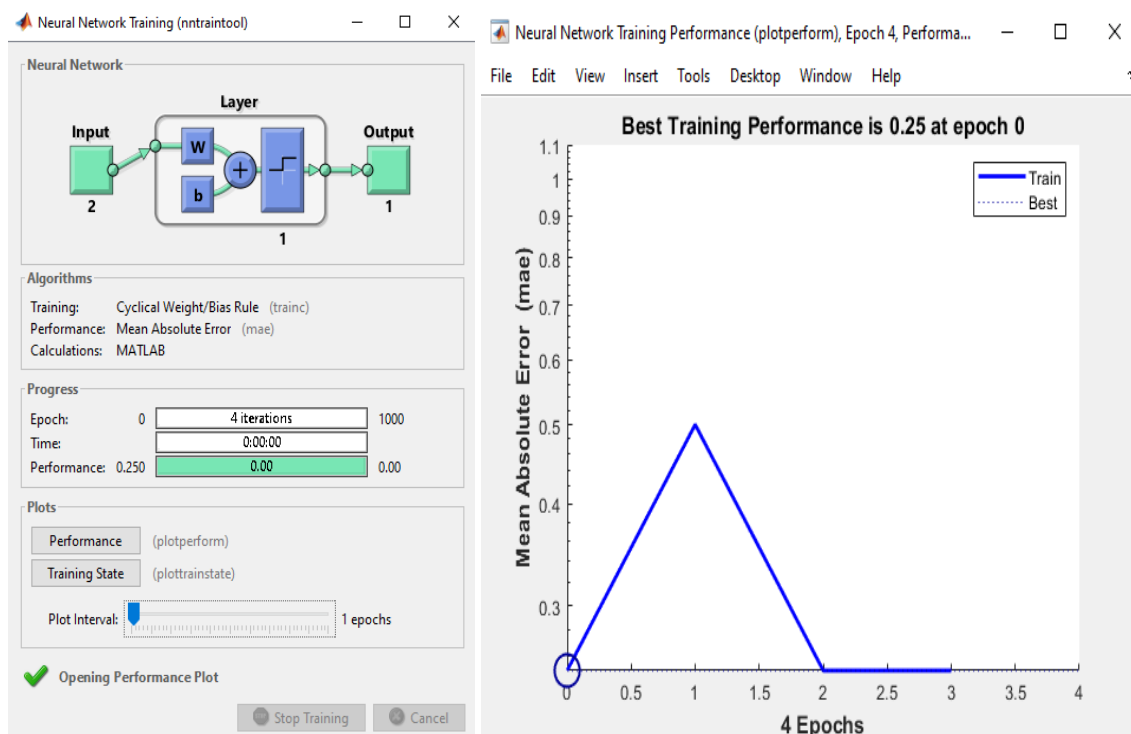 Neural Network Training (nntraintool)
Neural Network
Layer
Input
Output
W
b
+
2
1
1
Algorithms
Training: Cyclical Weight/Bias Rule (trainc)
Performance: Mean Absolute Error (mae)
Calculations: MATLAB
Progress
Epoch: 0 4 iterations 1000
Time: 0:00:00
Performance: 0.250 0.00 0.00
Plots
Performance (plotperform)
Training State (plottrainstate)
Plot Interval: 1 epochs
Opening Performance Plot
Stop Training Cancel
Neural Network Training Performance (plotperform), Epoch 4, Performa...
File Edit View Insert Tools Desktop Window Help
Best Training Performance is 0.25 at epoch 0
1.1
1
0.9
0.8
0.7
0.6
0.5
0.4
0.3
Mean Absolute Error (mae)
Train
Best
0 0.5 1 1.5 2 2.5 3 3.5 4
4 Epochs